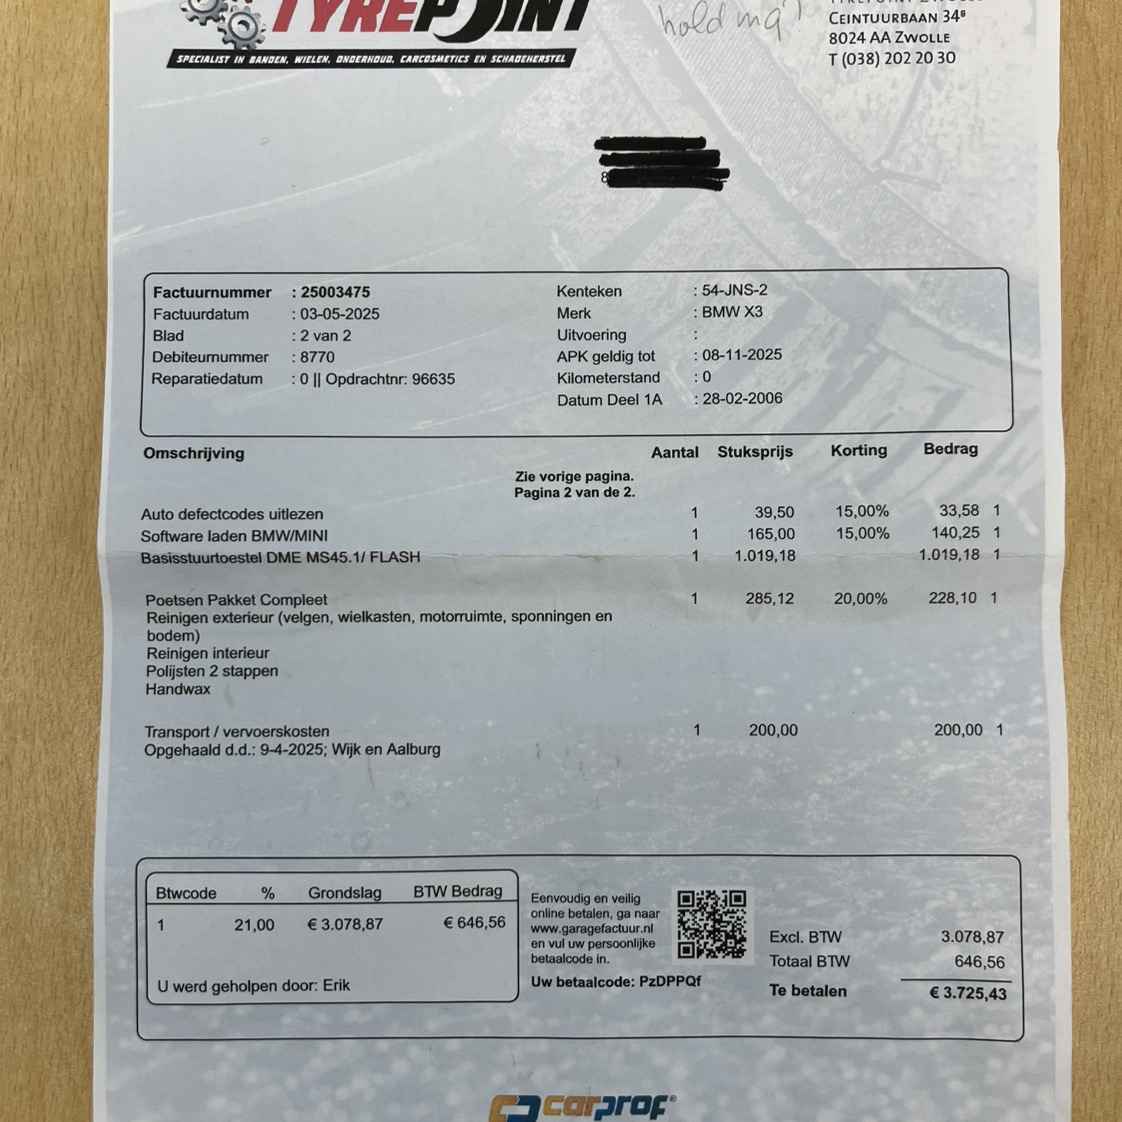 TYREPOINT
holding?
CEINTUURBAAN 34B
8024 AA ZWOLLE
T (038) 202 20 30
SPECIALIST IN BANDEN, WIELEN, ONDERHOUD, CARCOSMETICS EN SCHADEHERSTEL
8
Factuurnummer : 25003475
Factuurdatum : 03-05-2025
Blad : 2 van 2
Debiteurnummer : 8770
Reparatiedatum : 0 || Opdrachtnr: 96635
Kenteken : 54-JNS-2
Merk : BMW X3
Uitvoering :
APK geldig tot : 08-11-2025
Kilometerstand : 0
Datum Deel 1A : 28-02-2006
Omschrijving Aantal Stuksprijs Korting Bedrag
Zie vorige pagina.
Pagina 2 van de 2.
Auto defectcodes uitlezen 1 39,50 15,00% 33,58 1
Software laden BMW/MINI 1 165,00 15,00% 140,25 1
Basisstuurtoestel DME MS45.1/ FLASH 1 1.019,18 1.019,18 1
Poetsen Pakket Compleet 1 285,12 20,00% 228,10 1
Reinigen exterieur (velgen, wielkasten, motorruimte, sponningen en
bodem)
Reinigen interieur
Polijsten 2 stappen
Handwax
Transport / vervoerskosten 1 200,00 200,00 1
Opgehaald d.d.: 9-4-2025; Wijk en Aalburg
Btwcode % Grondslag BTW Bedrag
1 21,00 € 3.078,87 € 646,56
U werd geholpen door: Erik
Eenvoudig en veilig
online betalen, ga naar
www.garagefactuur.nl
en vul uw persoonlijke
betaalcode in.
Uw betaalcode: PzDPPQf
Excl. BTW 3.078,87
Totaal BTW 646,56
Te betalen € 3.725,43
carprof